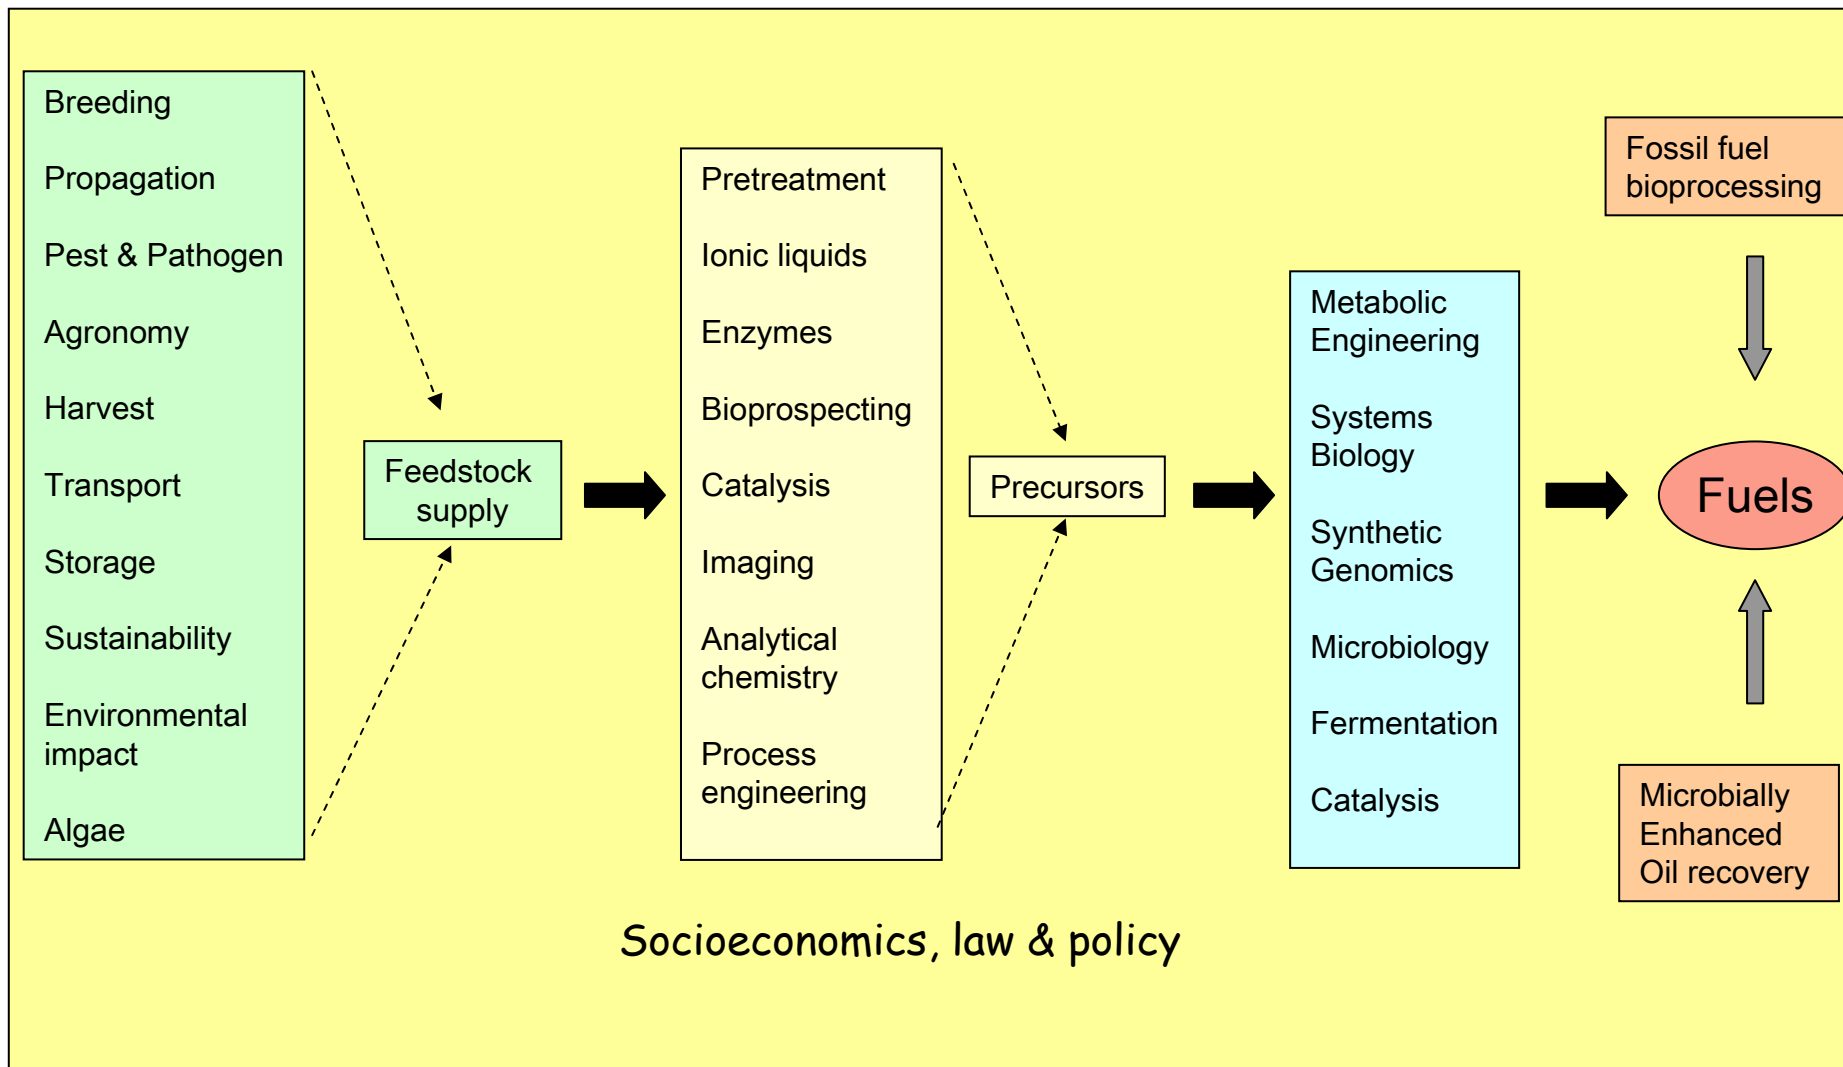 Breeding
Propagation
Pest & Pathogen
Agronomy
Harvest
Transport
Storage
Sustainability
Environmental
impact
Algae
Feedstock
supply
Pretreatment
Ionic liquids
Enzymes
Bioprospecting
Catalysis
Imaging
Analytical
chemistry
Process
engineering
Precursors
Metabolic
Engineering
Systems
Biology
Synthetic
Genomics
Microbiology
Fermentation
Catalysis
Fossil fuel
bioprocessing
Fuels
Microbially
Enhanced
Oil recovery
Socioeconomics, law & policy